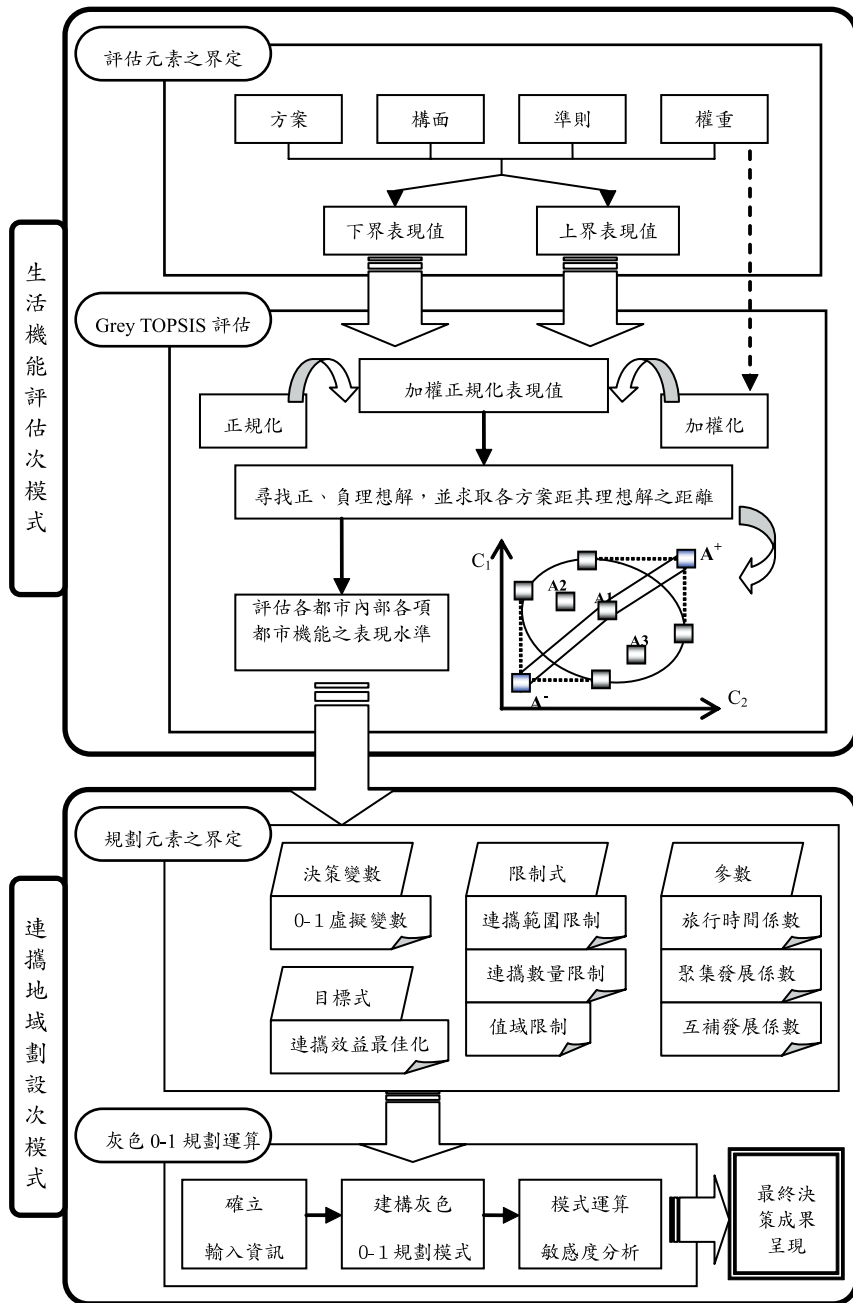 評估元素之界定
方案
構面
準則
權重
下界表現值
上界表現值
生活機能評估次模式
Grey TOPSIS 評估
加權正規化表現值
正規化
加權化
尋找正、負理想解，並求取各方案距其理想解之距離
評估各都市內部各項
都市機能之表現水準
C1
A+
A2
A1
A3
A-
C2
規劃元素之界定
決策變數
0-1 虛擬變數
目標式
連攜效益最佳化
限制式
連攜範圍限制
連攜數量限制
值域限制
參數
旅行時間係數
聚集發展係數
互補發展係數
連攜地域劃設次模式
灰色 0-1 規劃運算
確立
輸入資訊
建構灰色
0-1 規劃模式
模式運算
敏感度分析
最終決
策成果
呈現